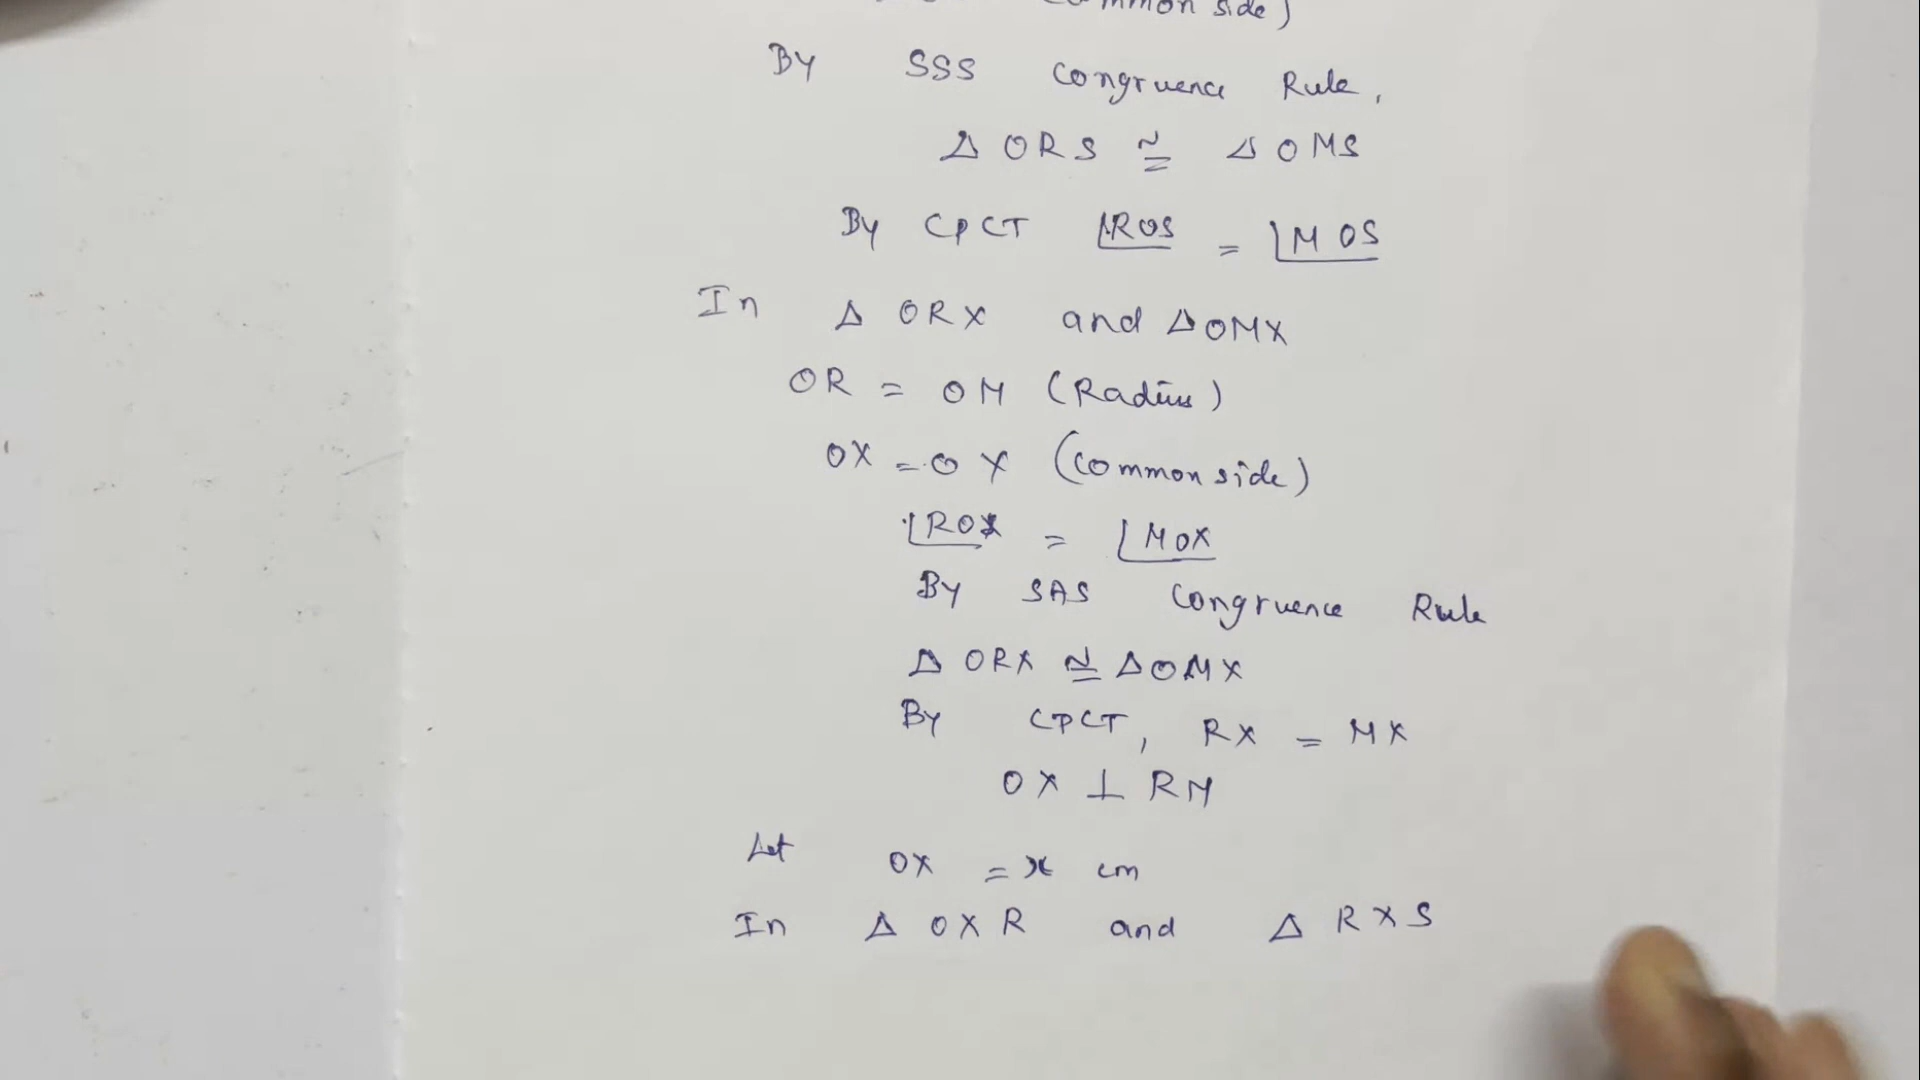 mmon side)
By SSS Congruence Rule,
Δ ORS ≅ Δ OMS
By CPCT ∠ROS = ∠MOS
In Δ ORX and Δ OMX
OR = OM (Radius)
OX = OX (Common side)
∠ROX = ∠MOX
By SAS Congruence Rule
Δ ORX ≅ Δ OMX
By CPCT, RX = MX
OX ⊥ RM
Let OX = x cm
In Δ OXR and Δ RXS